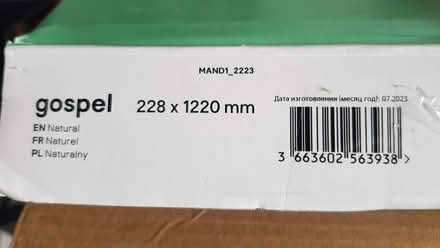 MAND1_2223
gospel
228 x 1220 mm
EN Natural
FR Naturel
PL Naturalny
Дата изготовления (месяц.год): 07.2023
3 663602 563938 >